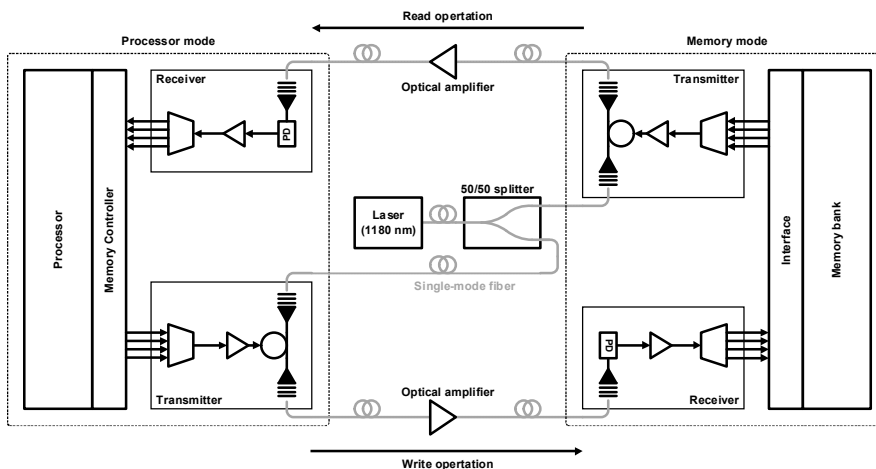 Read opertation
Processor mode
Memory mode
Receiver
Optical amplifier
Transmitter
PD
50/50 splitter
Laser
(1180 nm)
Processor
Memory Controller
Interface
Memory bank
Single-mode fiber
PD
Optical amplifier
Transmitter
Receiver
Write opertation